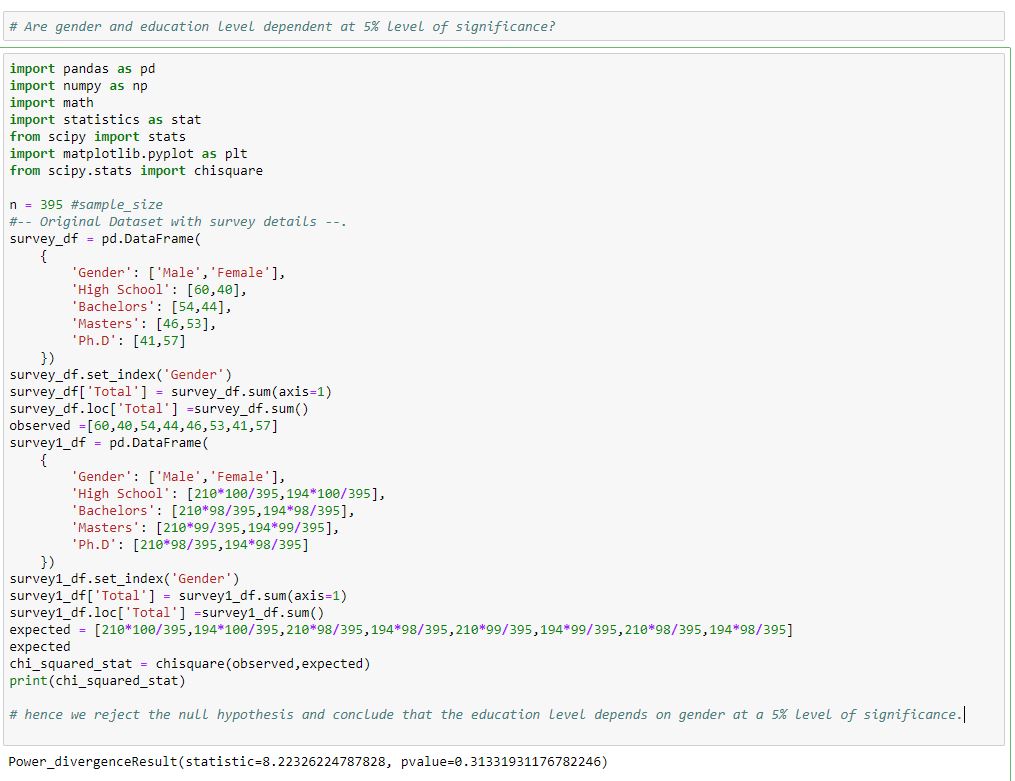 # Are gender and education level dependent at 5% level of significance?
import pandas as pd
import numpy as np
import math
import statistics as stat
from scipy import stats
import matplotlib.pyplot as plt
from scipy.stats import chisquare
n = 395 #sample_size
#-- Original Dataset with survey details --.
survey_df = pd.DataFrame(
    {
        'Gender': ['Male','Female'],
        'High School': [60,40],
        'Bachelors': [54,44],
        'Masters': [46,53],
        'Ph.D': [41,57]
    })
survey_df.set_index('Gender')
survey_df['Total'] = survey_df.sum(axis=1)
survey_df.loc['Total'] =survey_df.sum()
observed =[60,40,54,44,46,53,41,57]
survey1_df = pd.DataFrame(
    {
        'Gender': ['Male','Female'],
        'High School': [210*100/395,194*100/395],
        'Bachelors': [210*98/395,194*98/395],
        'Masters': [210*99/395,194*99/395],
        'Ph.D': [210*98/395,194*98/395]
    })
survey1_df.set_index('Gender')
survey1_df['Total'] = survey1_df.sum(axis=1)
survey1_df.loc['Total'] =survey1_df.sum()
expected = [210*100/395,194*100/395,210*98/395,194*98/395,210*99/395,194*99/395,210*98/395,194*98/395]
expected
chi_squared_stat = chisquare(observed,expected)
print(chi_squared_stat)
# hence we reject the null hypothesis and conclude that the education level depends on gender at a 5% level of significance.
Power_divergenceResult(statistic=8.22326224787828, pvalue=0.31331931176782246)